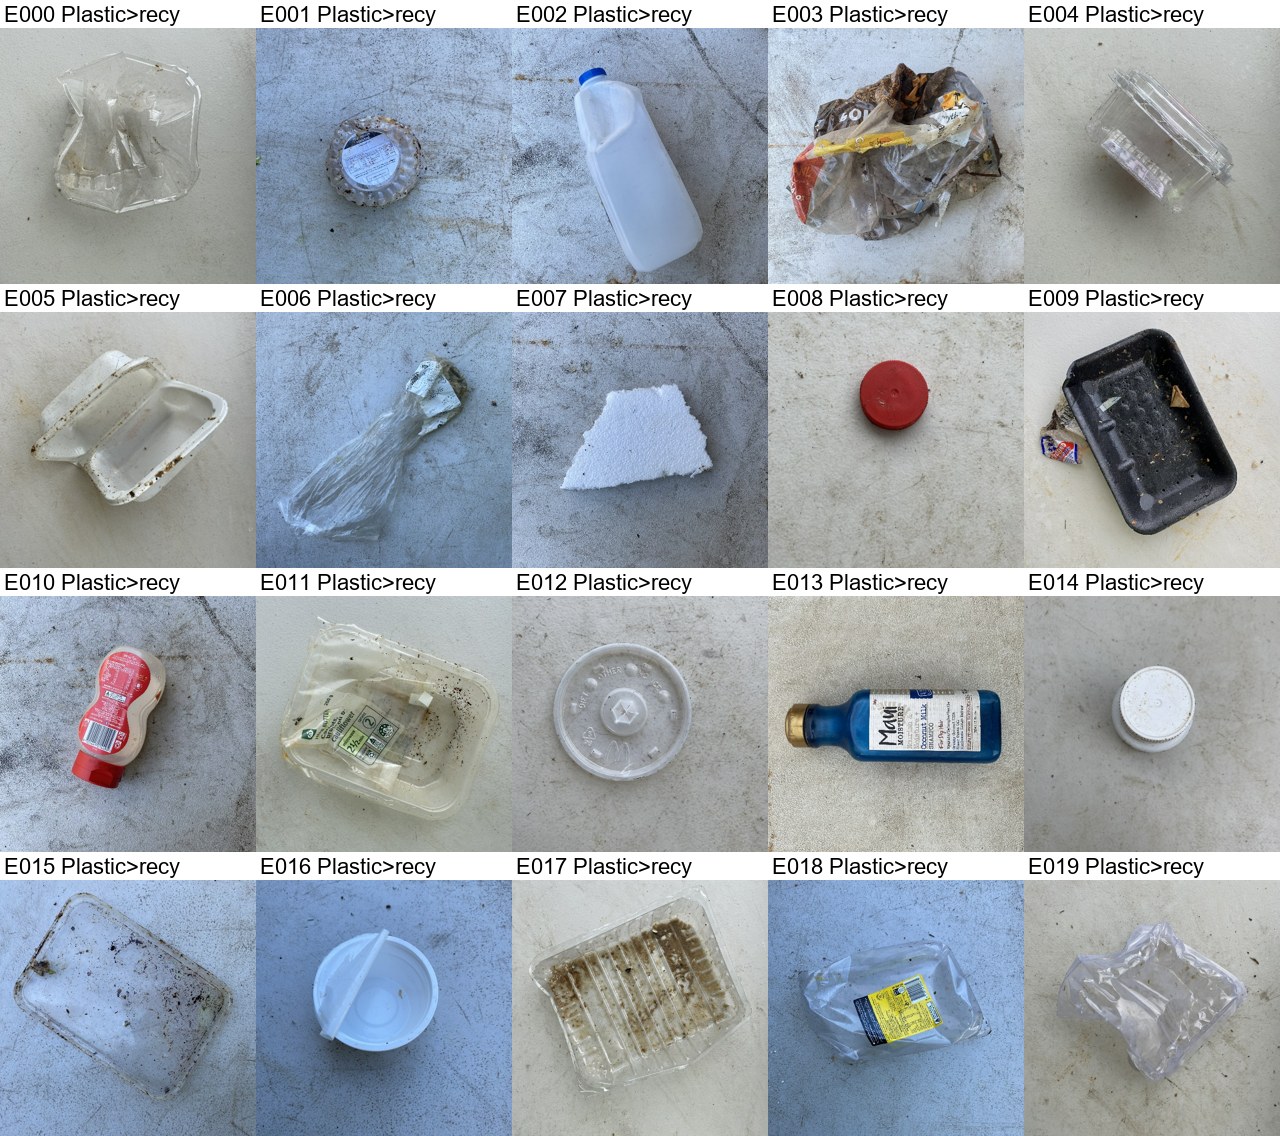 E000 Plastic>recy
E001 Plastic>recy
E002 Plastic>recy
E003 Plastic>recy
E004 Plastic>recy
E005 Plastic>recy
E006 Plastic>recy
E007 Plastic>recy
E008 Plastic>recy
E009 Plastic>recy
E010 Plastic>recy
E011 Plastic>recy
E012 Plastic>recy
E013 Plastic>recy
Maui
MOISTURE
Coconut Milk
SHAMPOO
E014 Plastic>recy
E015 Plastic>recy
E016 Plastic>recy
E017 Plastic>recy
E018 Plastic>recy
E019 Plastic>recy